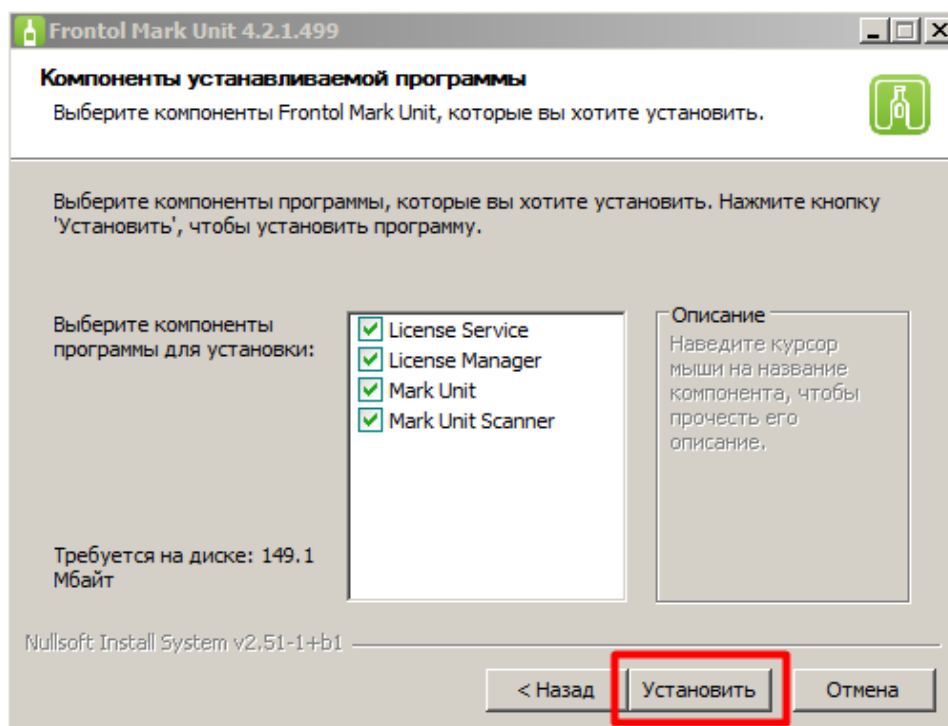 Frontol Mark Unit 4.2.1.499
Компоненты устанавливаемой программы
Выберите компоненты Frontol Mark Unit, которые вы хотите установить.
Выберите компоненты программы, которые вы хотите установить. Нажмите кнопку
'Установить', чтобы установить программу.
Выберите компоненты
программы для установки:
License Service
License Manager
Mark Unit
Mark Unit Scanner
Описание
Наведите курсор
мыши на название
компонента, чтобы
прочесть его
описание.
Требуется на диске: 149.1
Мбайт
Nullsoft Install System v2.51-1+b1
< Назад
Установить
Отмена